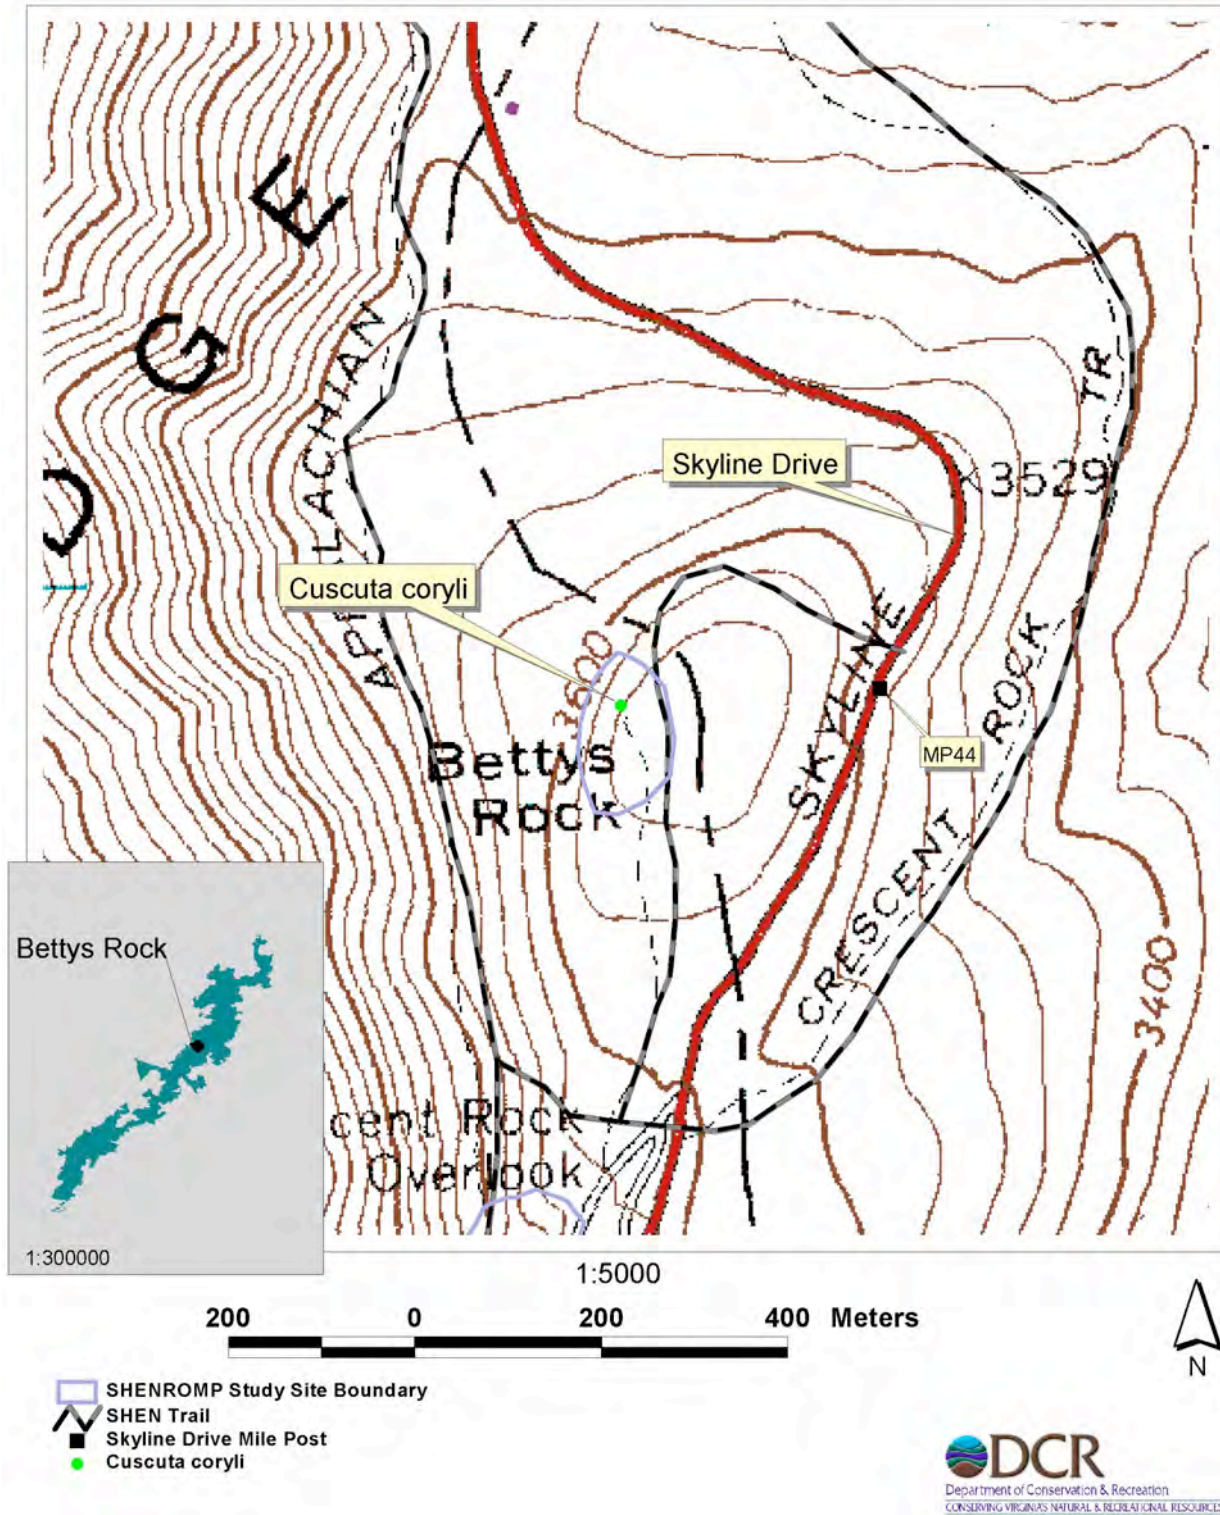 D G E
APPALACHIAN
TR
Skyline Drive
3529
Cuscuta coryli
3600
SKYLINE
ROCK
MP44
Bettys
Rock
CRESCENT
3400
Bettys Rock
cent Rock
Overlook
1:300000
1:5000
200 0 200 400 Meters
N
SHENROMP Study Site Boundary
SHEN Trail
Skyline Drive Mile Post
Cuscuta coryli
DCR
Department of Conservation & Recreation
CONSERVING VIRGINIA'S NATURAL & RECREATIONAL RESOURCES